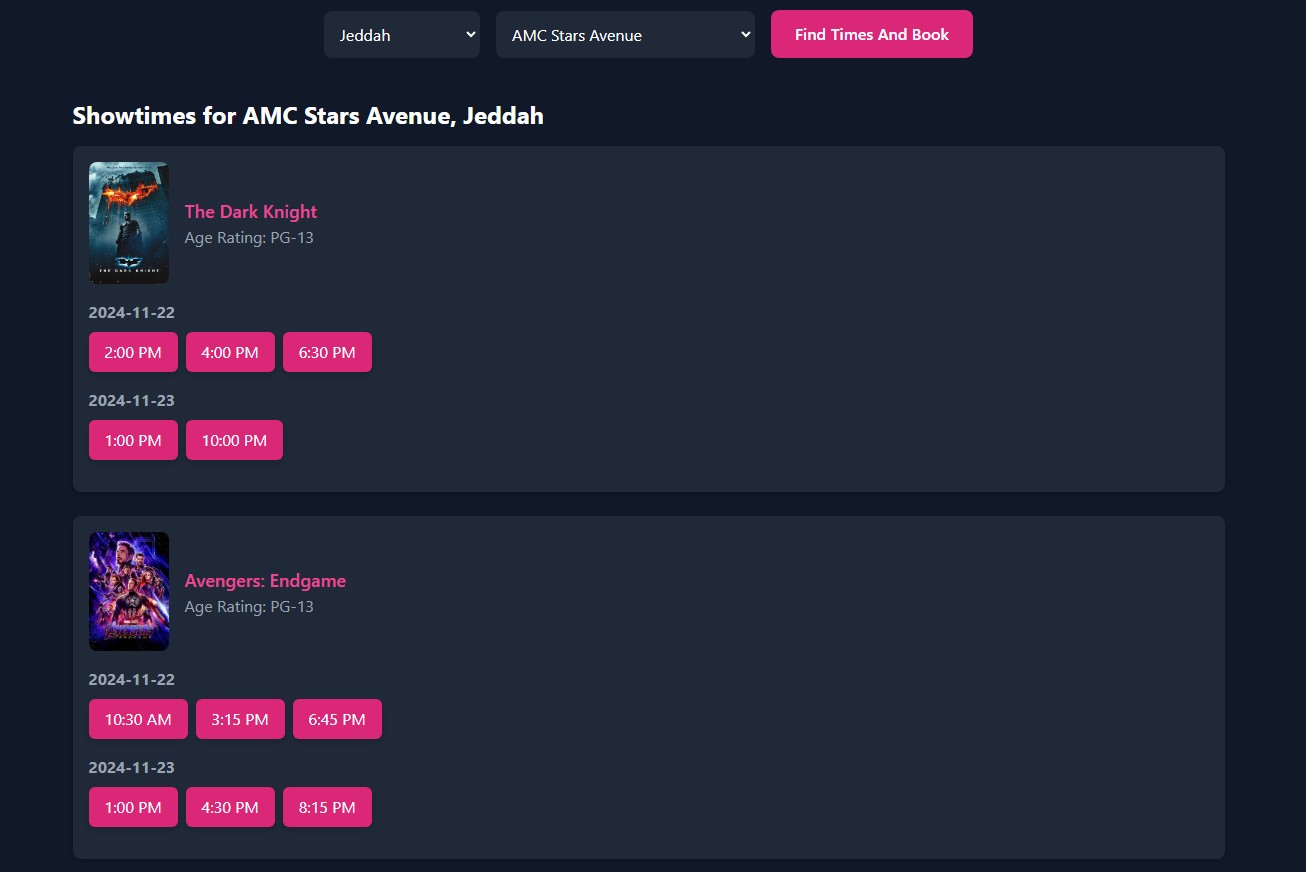 Jeddah
AMC Stars Avenue
Find Times And Book
Showtimes for AMC Stars Avenue, Jeddah
THE DARK KNIGHT
The Dark Knight
Age Rating: PG-13
2024-11-22
2:00 PM 4:00 PM 6:30 PM
2024-11-23
1:00 PM 10:00 PM
Avengers: Endgame
Age Rating: PG-13
2024-11-22
10:30 AM 3:15 PM 6:45 PM
2024-11-23
1:00 PM 4:30 PM 8:15 PM